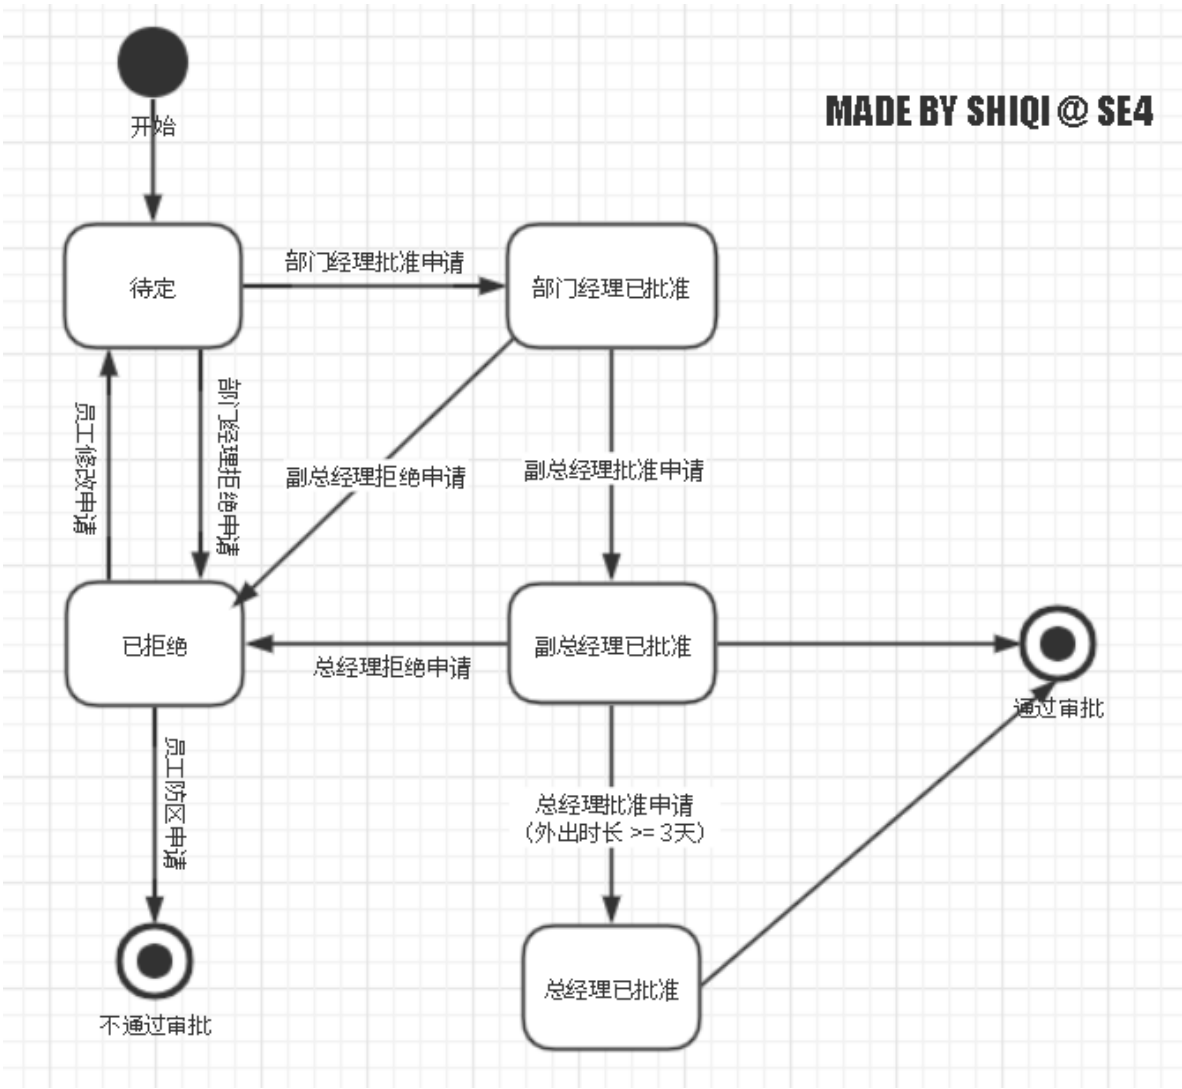 MADE BY SHIQI @ SE4
开始
待定
部门经理批准申请
部门经理已批准
员工修改申请
部门经理拒绝申请
副总经理拒绝申请
副总经理批准申请
已拒绝
总经理拒绝申请
副总经理已批准
通过审批
员工防区申请
总经理批准申请
(外出时长 >= 3天)
总经理已批准
不通过审批